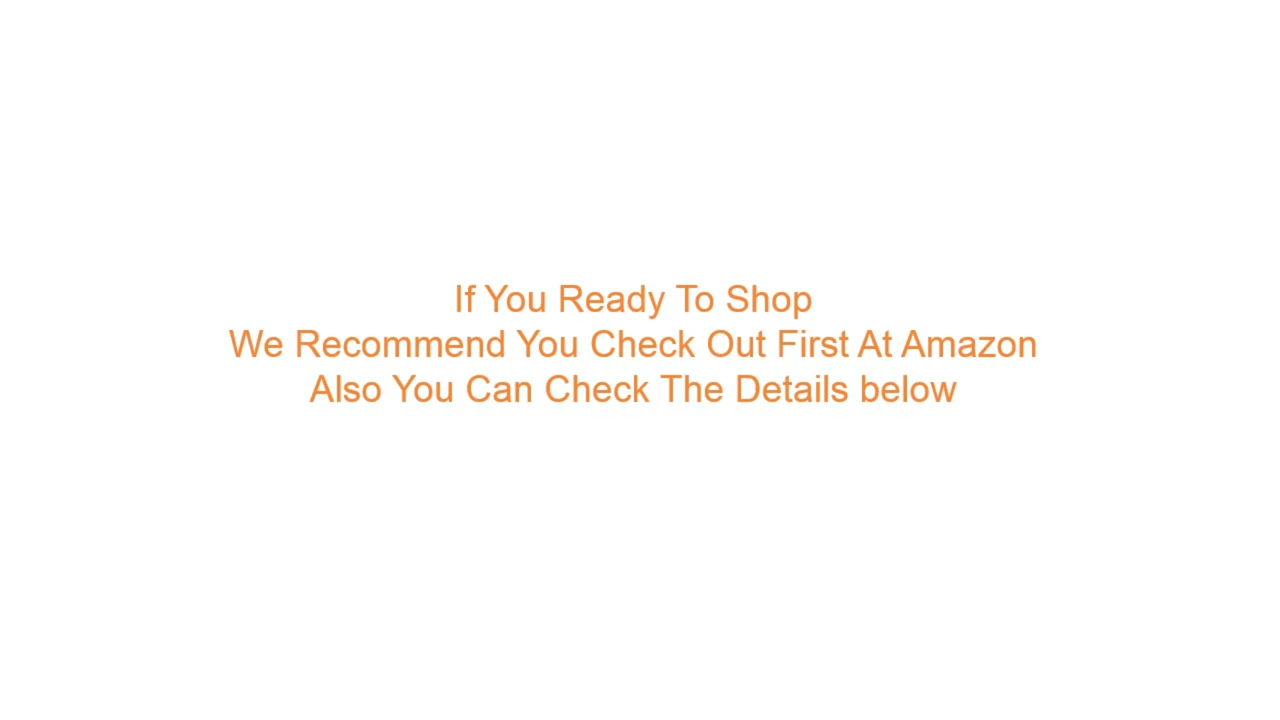 If You Ready To Shop
We Recommend You Check Out First At Amazon
Also You Can Check The Details below